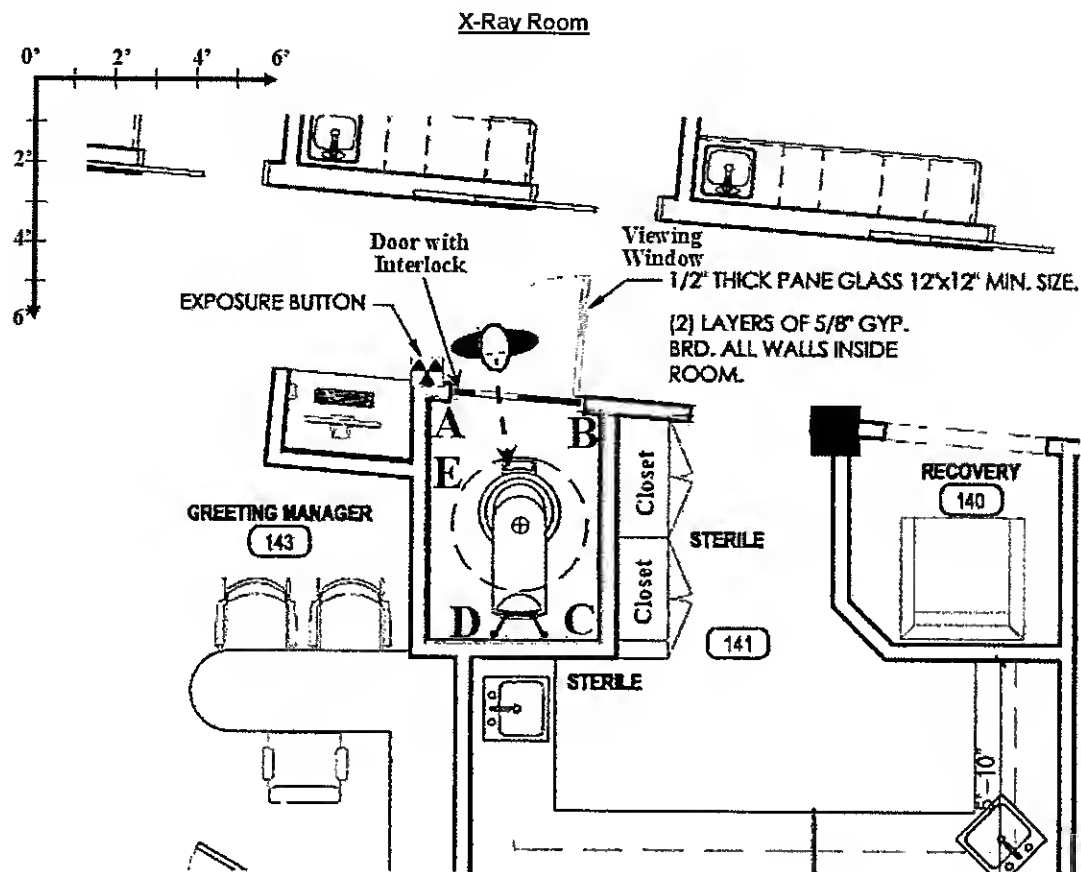 X-Ray Room
0' 2' 4' 6'
2'
4'
6'
Door with
Interlock
Viewing
Window
1/2" THICK PANE GLASS 12"x12" MIN. SIZE.
EXPOSURE BUTTON
(2) LAYERS OF 5/8" GYP.
BRD. ALL WALLS INSIDE
ROOM.
A
B
E
Closet
RECOVERY
140
GREETING MANAGER
143
STERILE
Closet
D
C
141
STERILE
5'-10"